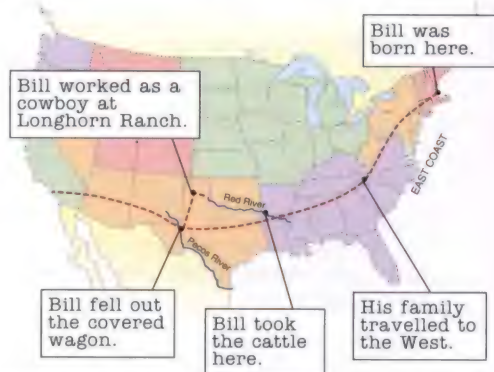 Bill was
born here.
Bill worked as a
cowboy at
Longhorn Ranch.
EAST COAST
Red River
Pecos River
Bill fell out
the covered
wagon.
Bill took
the cattle
here.
His family
travelled to
the West.